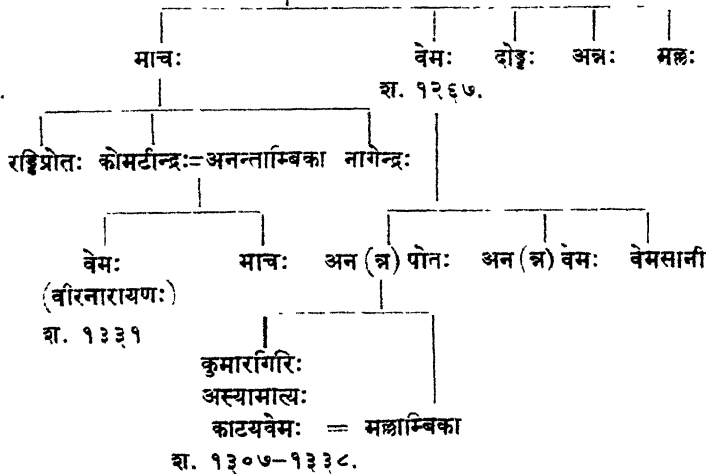 माचः वेमः दोड्डः अन्नः मल्लः
श. १२६७.
रड्डिप्रोतः कोमटीन्द्रः=अनन्ताम्बिका नागेन्द्रः
वेमः माचः अन (न्न) पोतः अन (न्न) वेमः वेमसानी
(वीरनारायणः)
श. १३३१
कुमारगिरिः
अस्यामात्यः
काटयवेमः = मल्लाम्बिका
श. १३०७–१३३८.